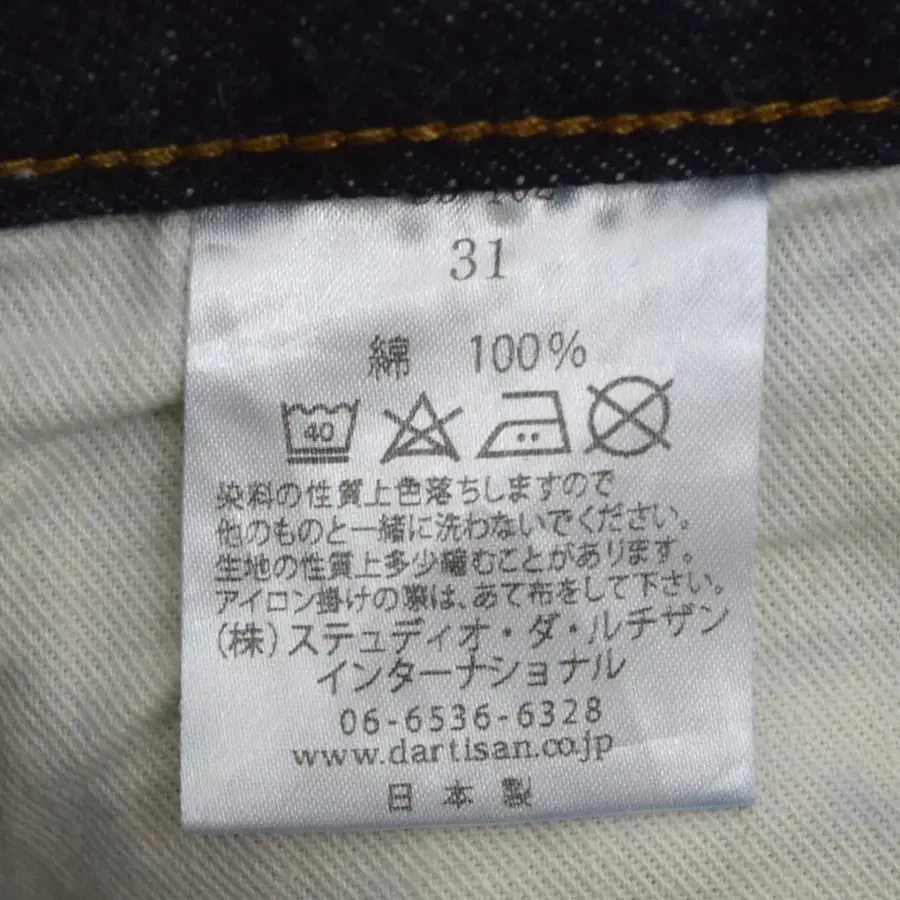 31
綿 100%
40
染料の性質上色落ちしますので
他のものと一緒に洗わないでください。
生地の性質上多少縮むことがあります。
アイロン掛けの際は、あて布をして下さい。
(株)ステュディオ・ダ・ルチザン
インターナショナル
06-6536-6328
www.dartisan.co.jp
日本製